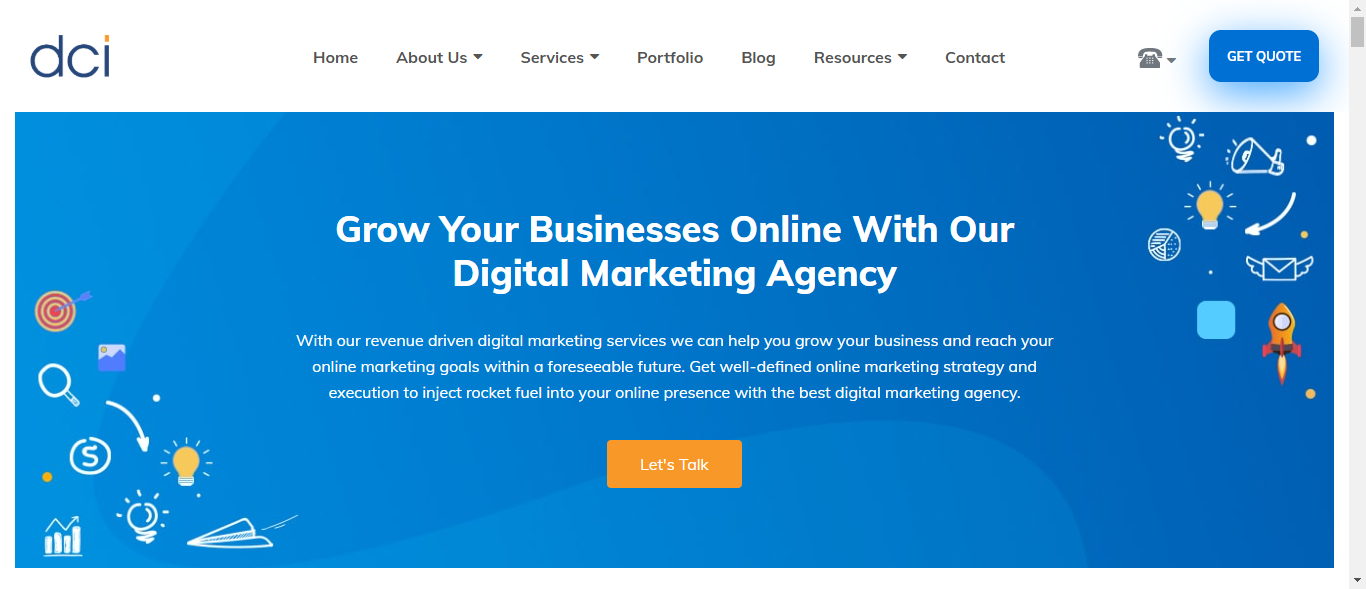 dci
Home About Us Services Portfolio Blog Resources Contact GET QUOTE
Grow Your Businesses Online With Our
Digital Marketing Agency
With our revenue driven digital marketing services we can help you grow your business and reach your
online marketing goals within a foreseeable future. Get well-defined online marketing strategy and
execution to inject rocket fuel into your online presence with the best digital marketing agency.
Let's Talk